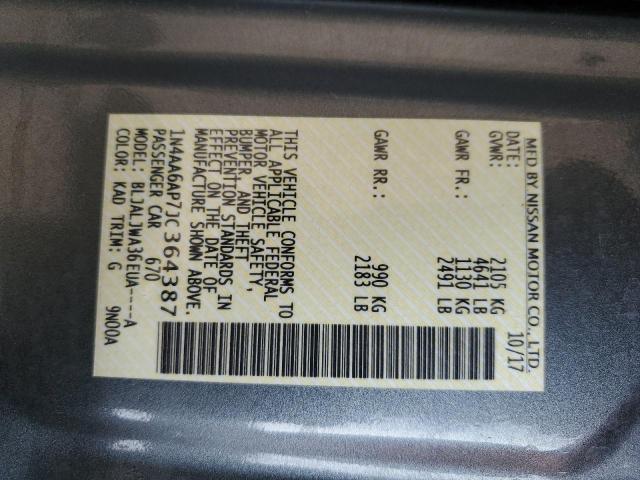 MFD BY NISSAN MOTOR CO., LTD.
DATE: 10/17
GVWR: 2105 KG
4641 LB
GAWR FR.: 1130 KG
2491 LB
GAWR RR.: 990 KG
2183 LB
THIS VEHICLE CONFORMS TO
ALL APPLICABLE FEDERAL
MOTOR VEHICLE SAFETY,
BUMPER, AND THEFT
PREVENTION STANDARDS IN
EFFECT ON THE DATE OF
MANUFACTURE SHOWN ABOVE.
1N4AA6AP7JC364387
PASSENGER CAR 670
MODEL: BLJALJWA36EUA----A
COLOR: KAD TRIM: G 9N00A